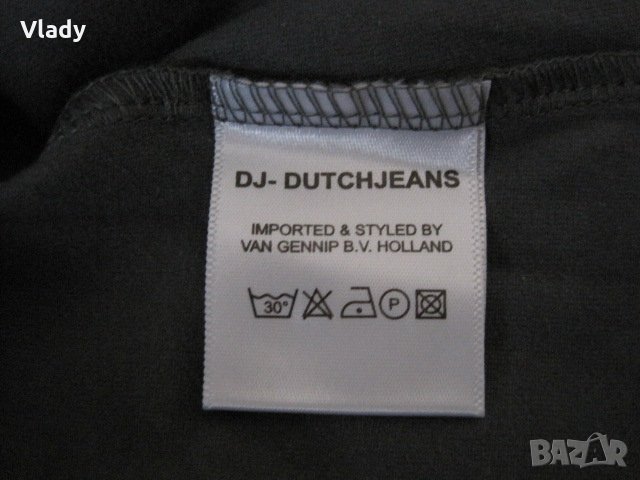 Vlady
DJ- DUTCHJEANS
IMPORTED & STYLED BY
VAN GENNIP B.V. HOLLAND
30° P
BAZAR